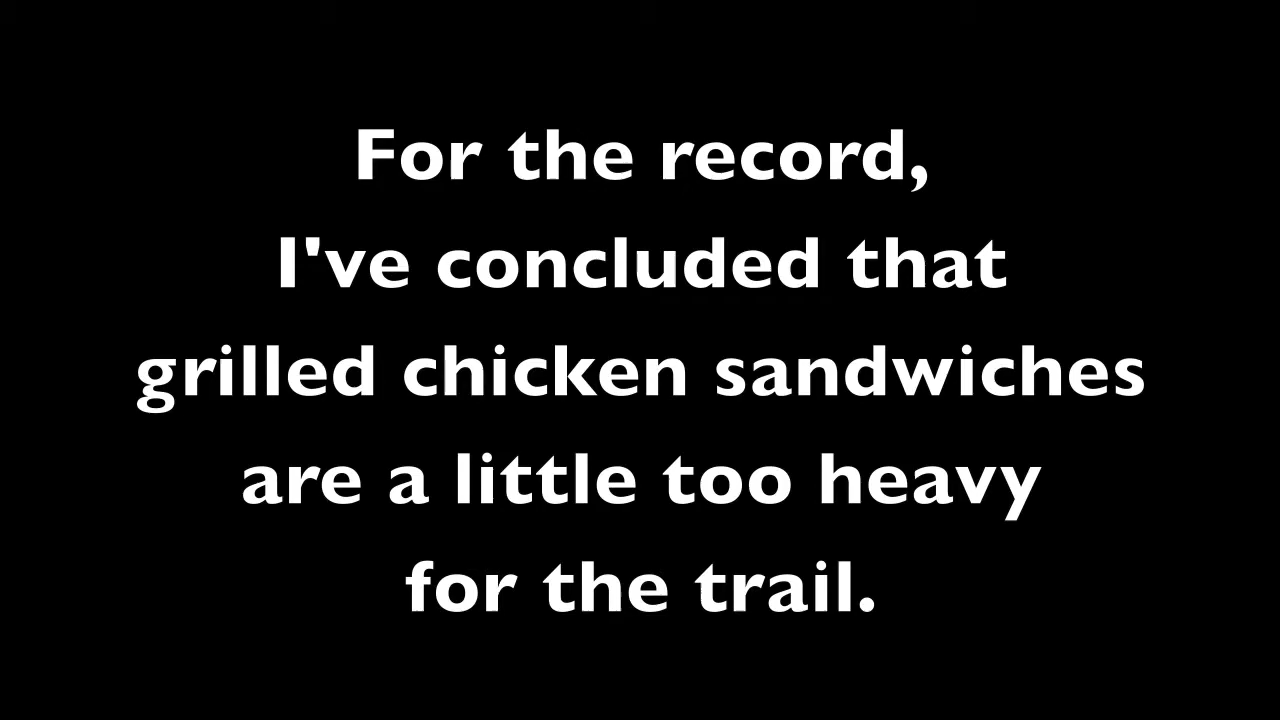 For the record,
I've concluded that
grilled chicken sandwiches
are a little too heavy
for the trail.